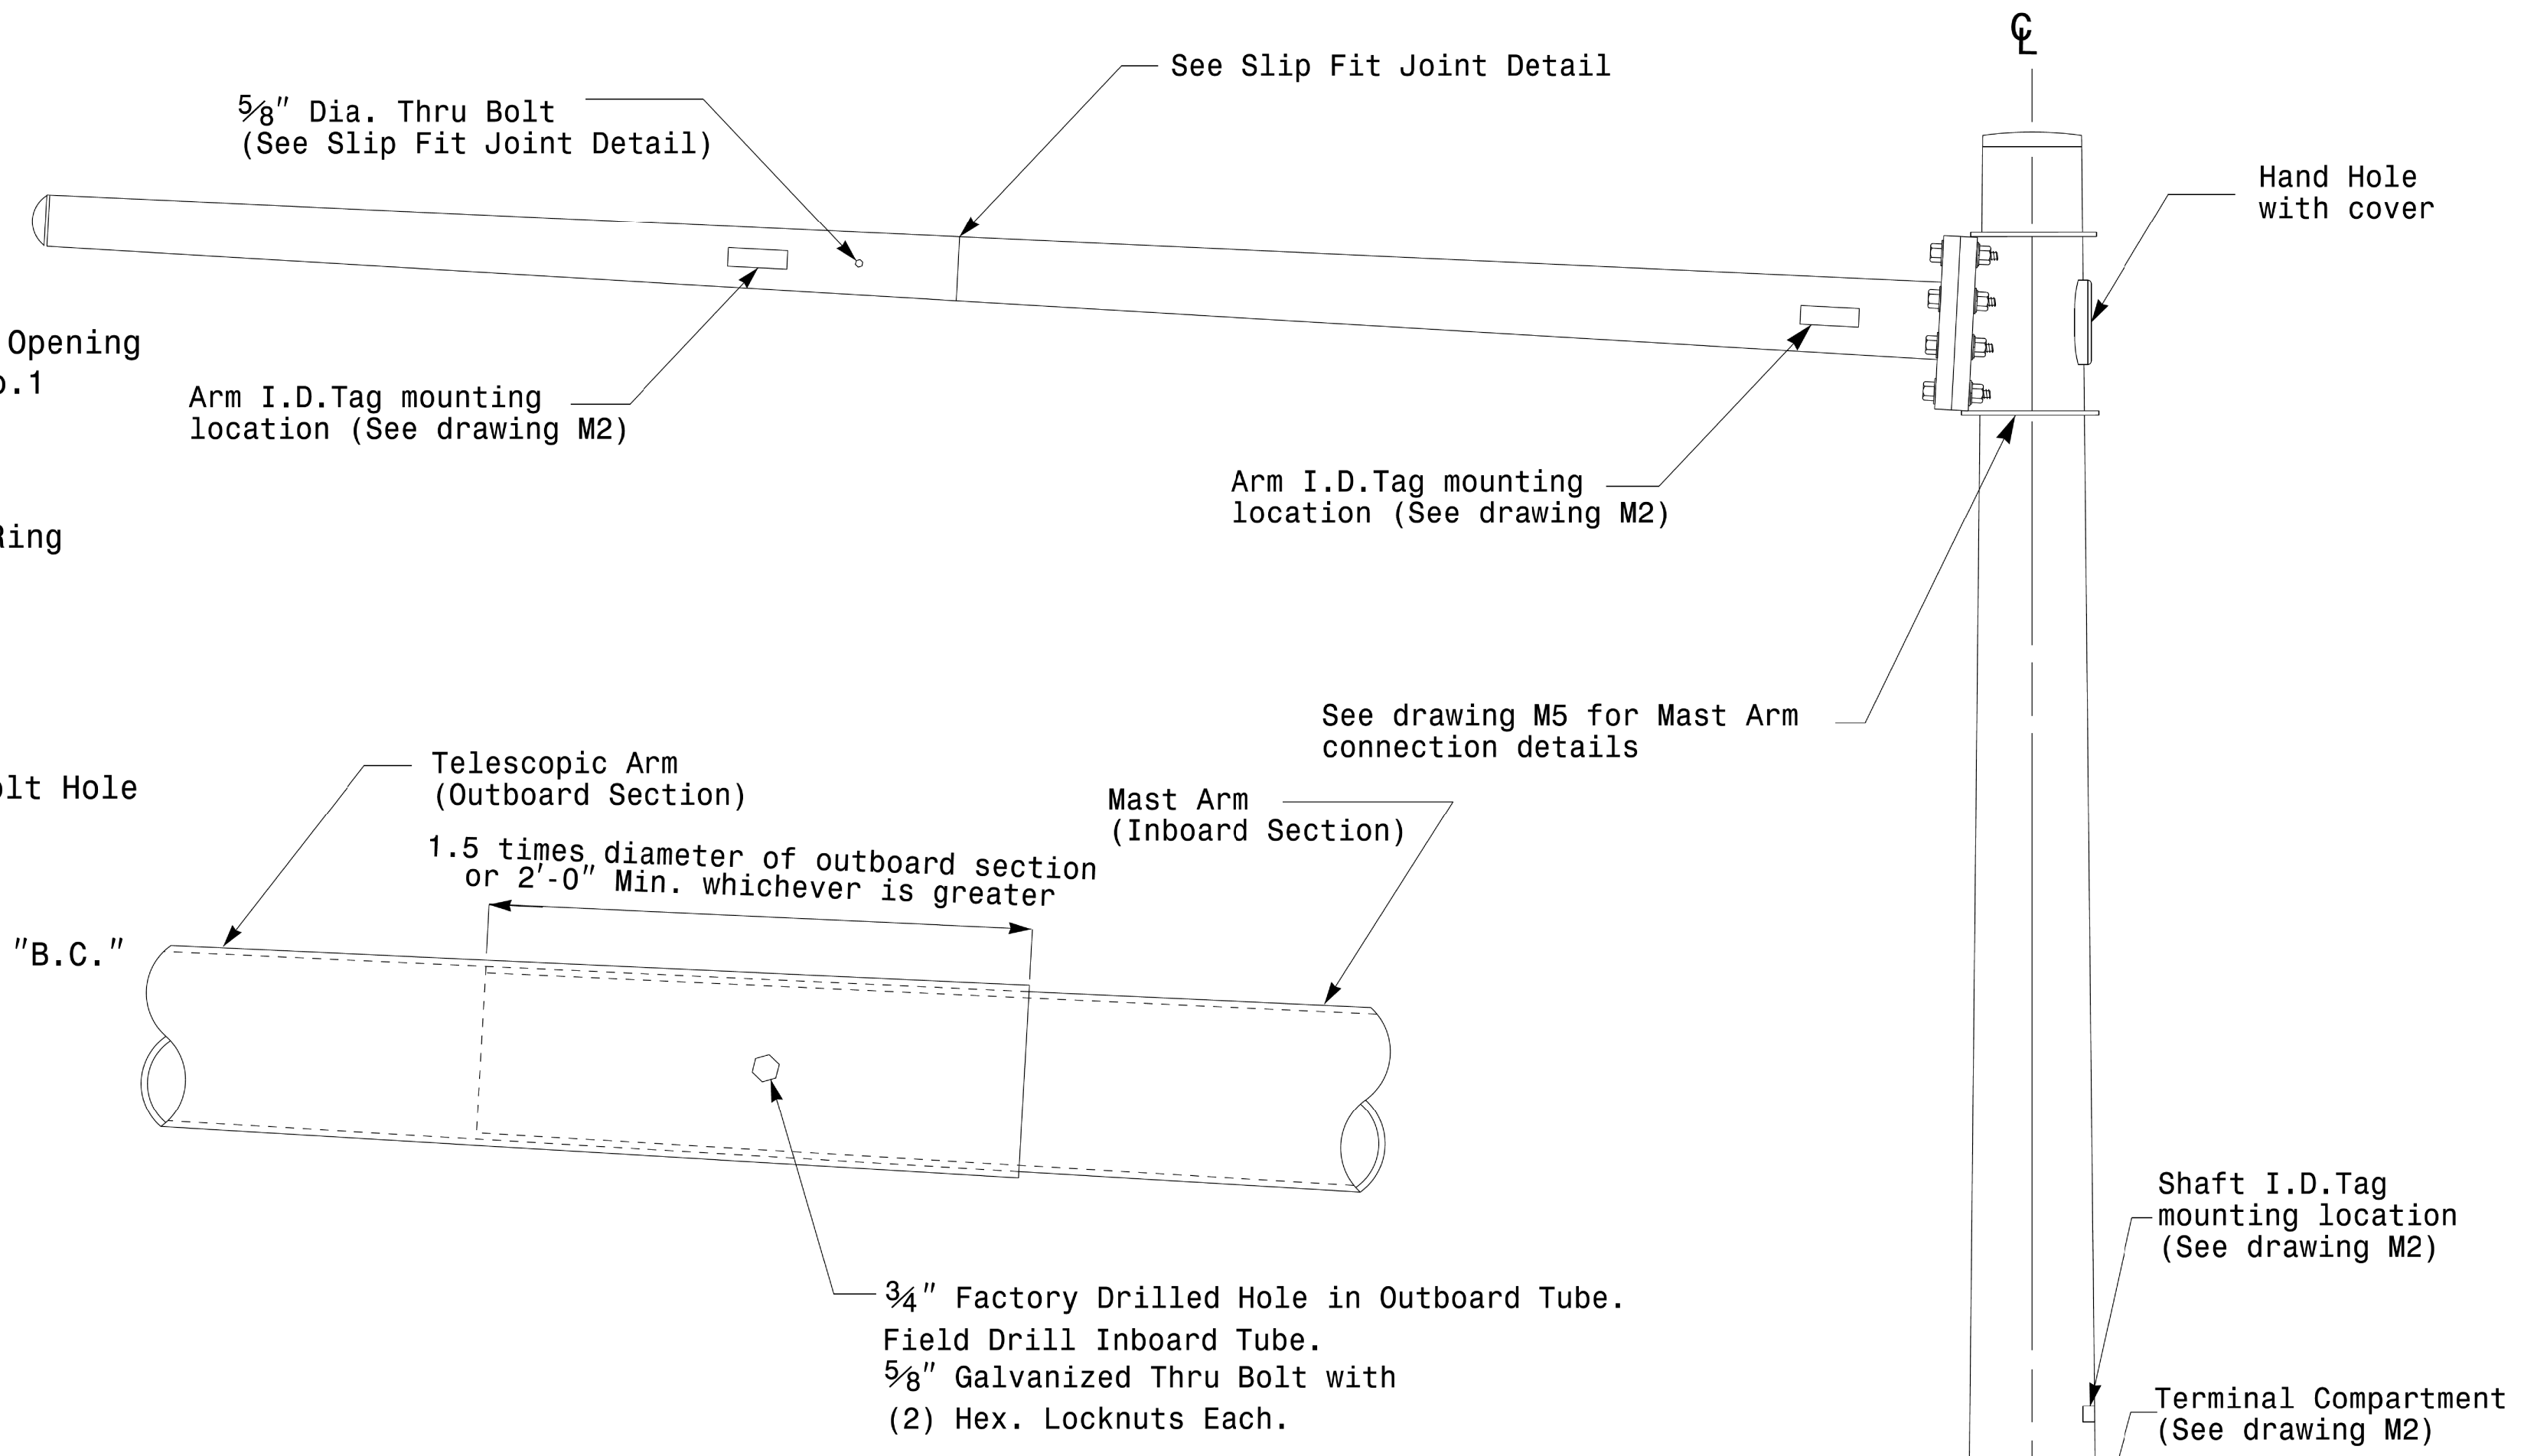 ℄
See Slip Fit Joint Detail
5/8" Dia. Thru Bolt
(See Slip Fit Joint Detail)
Hand Hole
with cover
Opening
.1
Arm I.D.Tag mounting
location (See drawing M2)
Arm I.D.Tag mounting
location (See drawing M2)
Ring
See drawing M5 for Mast Arm
connection details
Telescopic Arm
(Outboard Section)
lt Hole
Mast Arm
(Inboard Section)
1.5 times diameter of outboard section
or 2'-0" Min. whichever is greater
"B.C."
Shaft I.D.Tag
mounting location
(See drawing M2)
3/4" Factory Drilled Hole in Outboard Tube.
Field Drill Inboard Tube.
5/8" Galvanized Thru Bolt with
(2) Hex. Locknuts Each.
Terminal Compartment
(See drawing M2)